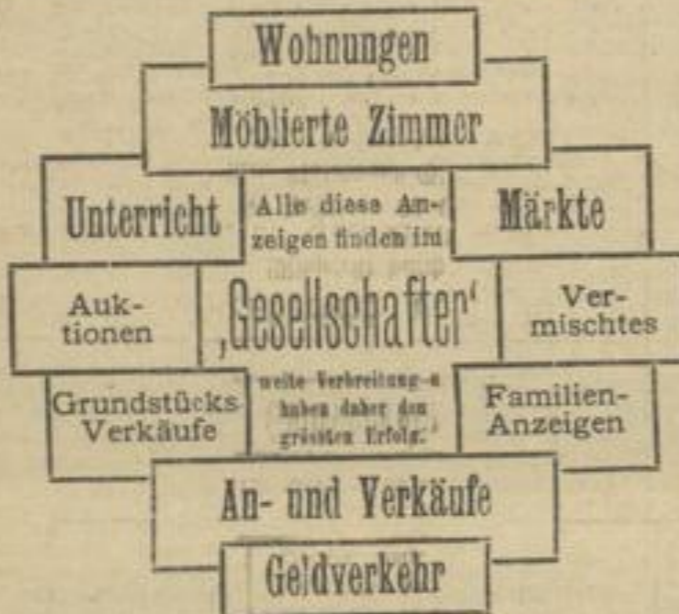 Wohnungen
Möblierte Zimmer
Unterricht
Alle diese An-
zeigen finden im
Märkte
Auk-
tionen
‚Gesellschafter‘
Ver-
mischtes
Grundstücks
Verkäufe
weite Verbreitung u
haben daher den
grössten Erfolg.
Familien-
Anzeigen
An- und Verkäufe
Geldverkehr